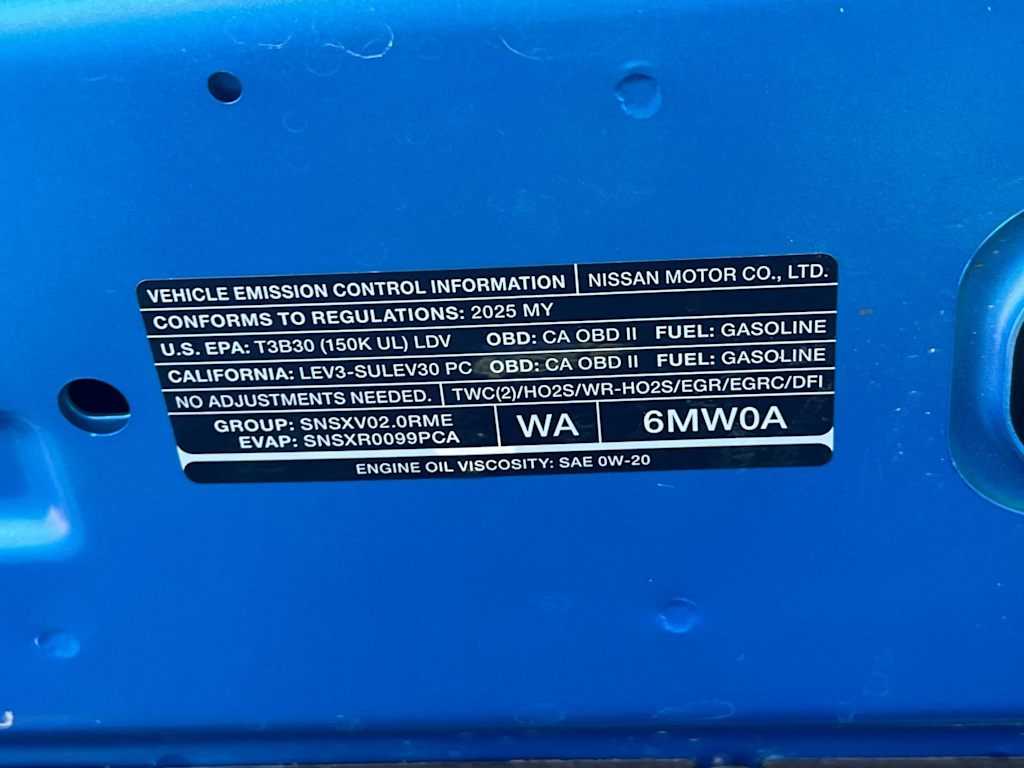 VEHICLE EMISSION CONTROL INFORMATION NISSAN MOTOR CO., LTD.
CONFORMS TO REGULATIONS: 2025 MY
U.S. EPA: T3B30 (150K UL) LDV OBD: CA OBD II FUEL: GASOLINE
CALIFORNIA: LEV3-SULEV30 PC OBD: CA OBD II FUEL: GASOLINE
NO ADJUSTMENTS NEEDED. TWC(2)/HO2S/WR-HO2S/EGR/EGRC/DFI
GROUP: SNSXV02.0RME
EVAP: SNSXR0099PCA
WA
6MW0A
ENGINE OIL VISCOSITY: SAE 0W-20